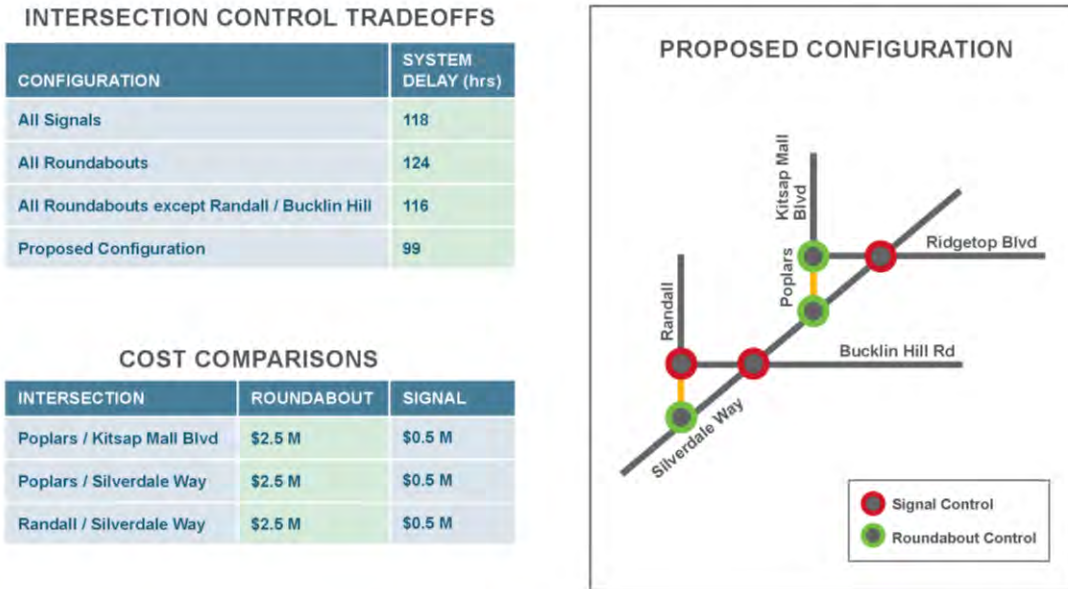 INTERSECTION CONTROL TRADEOFFS
CONFIGURATION SYSTEM DELAY (hrs)
All Signals 118
All Roundabouts 124
All Roundabouts except Randall / Bucklin Hill 116
Proposed Configuration 99
COST COMPARISONS
INTERSECTION ROUNDABOUT SIGNAL
Poplars / Kitsap Mall Blvd $2.5 M $0.5 M
Poplars / Silverdale Way $2.5 M $0.5 M
Randall / Silverdale Way $2.5 M $0.5 M
PROPOSED CONFIGURATION
Kitsap Mall
Blvd
Ridgetop Blvd
Poplars
Randall
Bucklin Hill Rd
Silverdale Way
Signal Control
Roundabout Control